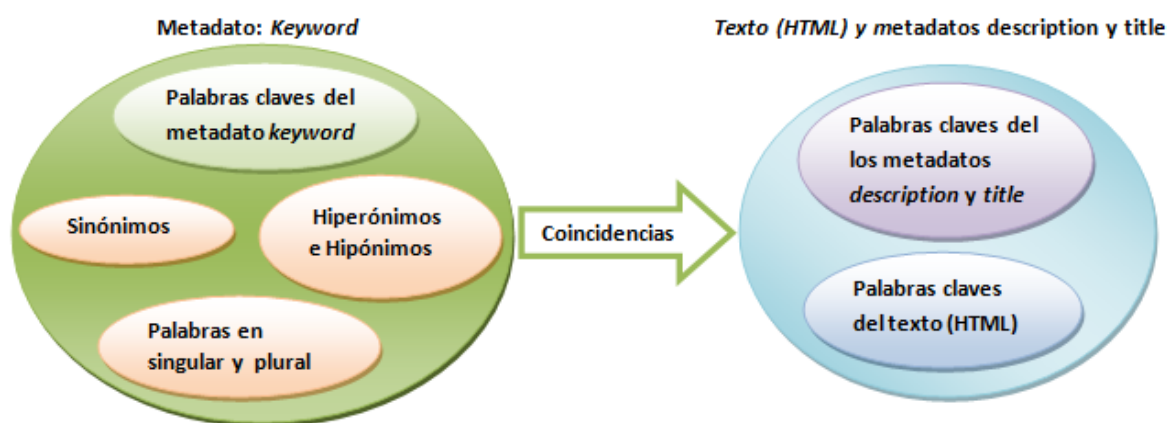 Metadato: Keyword
Palabras claves del
metadato keyword
Sinónimos
Hiperónimos
e Hipónimos
Palabras en
singular y plural
Coincidencias
Texto (HTML) y metadatos description y title
Palabras claves del
los metadatos
description y title
Palabras claves
del texto (HTML)